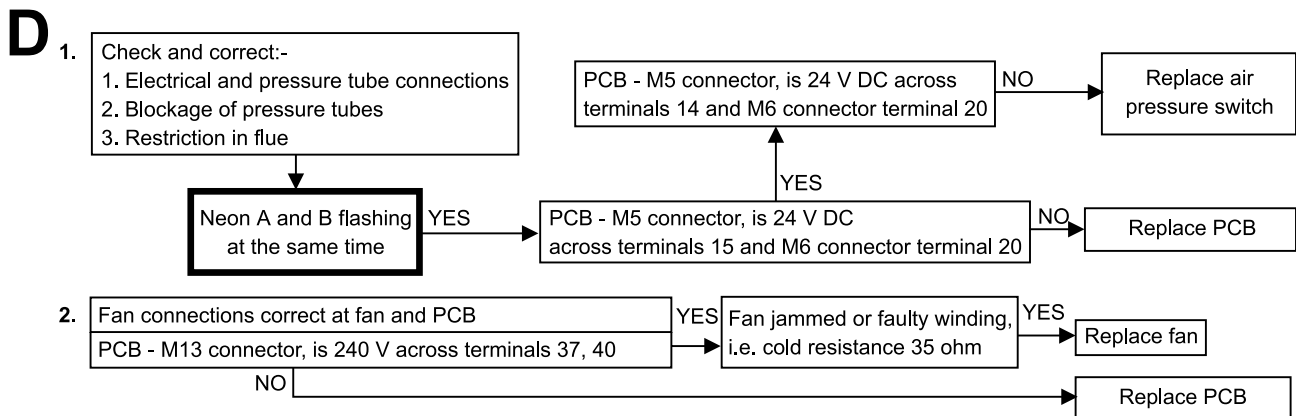 D
1.
Check and correct:-
1. Electrical and pressure tube connections
2. Blockage of pressure tubes
3. Restriction in flue
PCB - M5 connector, is 24 V DC across
terminals 14 and M6 connector terminal 20
NO
Replace air
pressure switch
YES
Neon A and B flashing
at the same time
YES
PCB - M5 connector, is 24 V DC
across terminals 15 and M6 connector terminal 20
NO
Replace PCB
2.
Fan connections correct at fan and PCB
PCB - M13 connector, is 240 V across terminals 37, 40
YES
Fan jammed or faulty winding,
i.e. cold resistance 35 ohm
YES
Replace fan
NO
Replace PCB